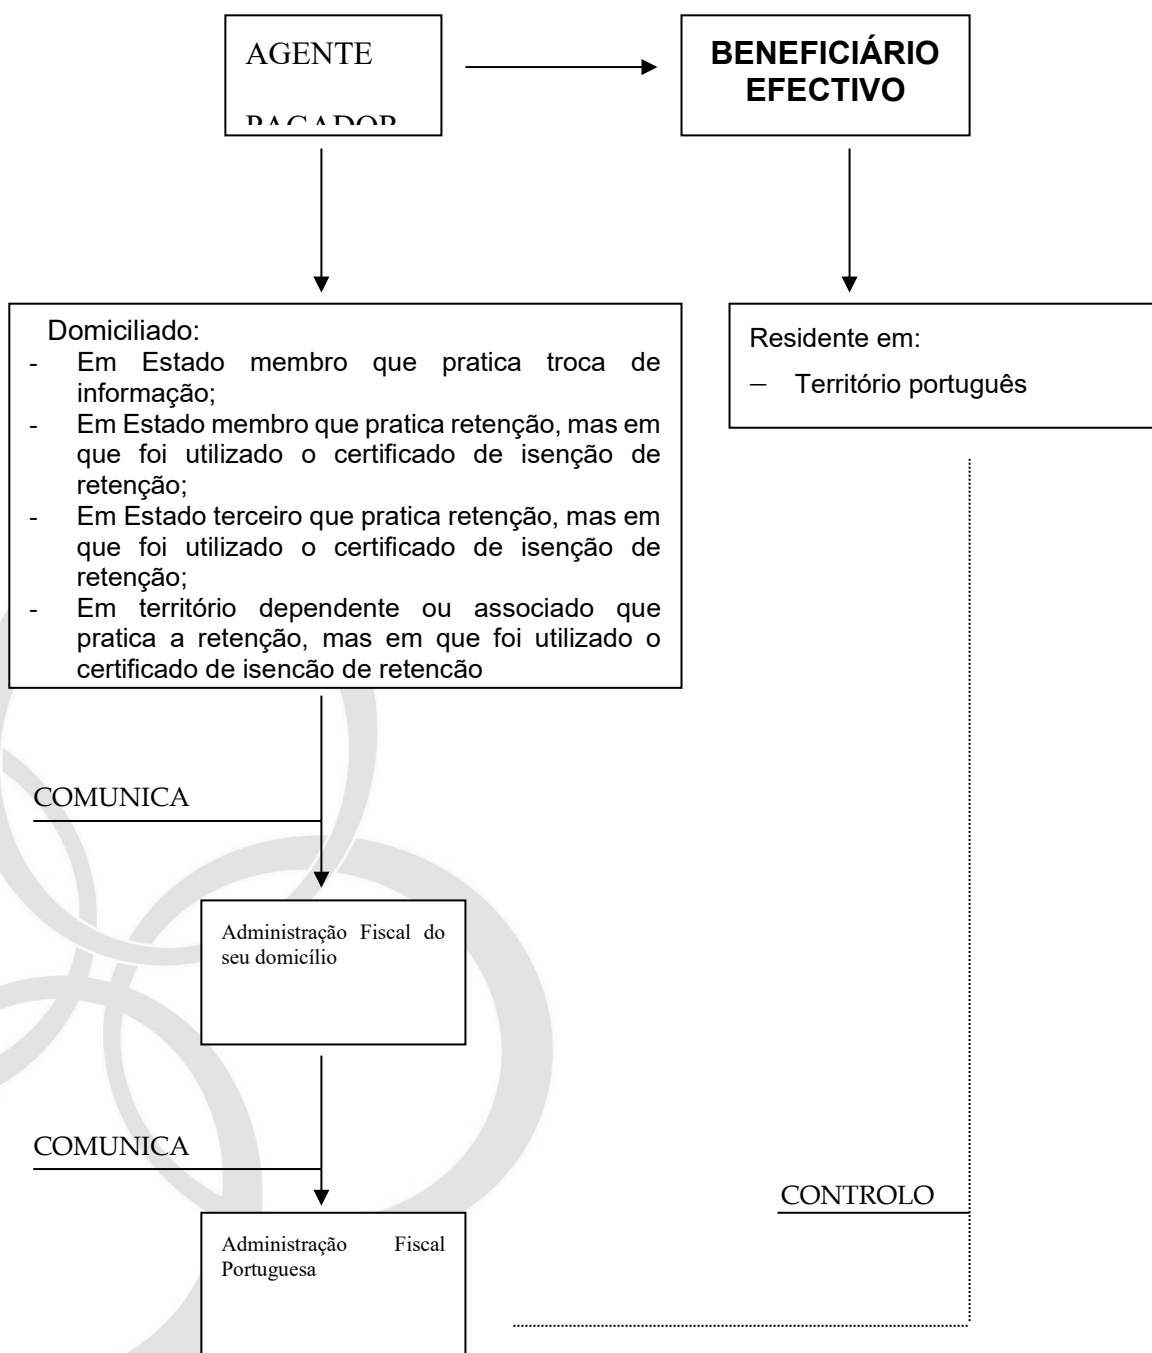 AGENTE
PAGADOR
BENEFICIÁRIO
EFECTIVO
Domiciliado:
- Em Estado membro que pratica troca de
informação;
- Em Estado membro que pratica retenção, mas em
que foi utilizado o certificado de isenção de
retenção;
- Em Estado terceiro que pratica retenção, mas em
que foi utilizado o certificado de isenção de
retenção;
- Em território dependente ou associado que
pratica a retenção, mas em que foi utilizado o
certificado de isenção de retenção
Residente em:
– Território português
COMUNICA
Administração Fiscal do
seu domicílio
COMUNICA
CONTROLO
Administração Fiscal
Portuguesa